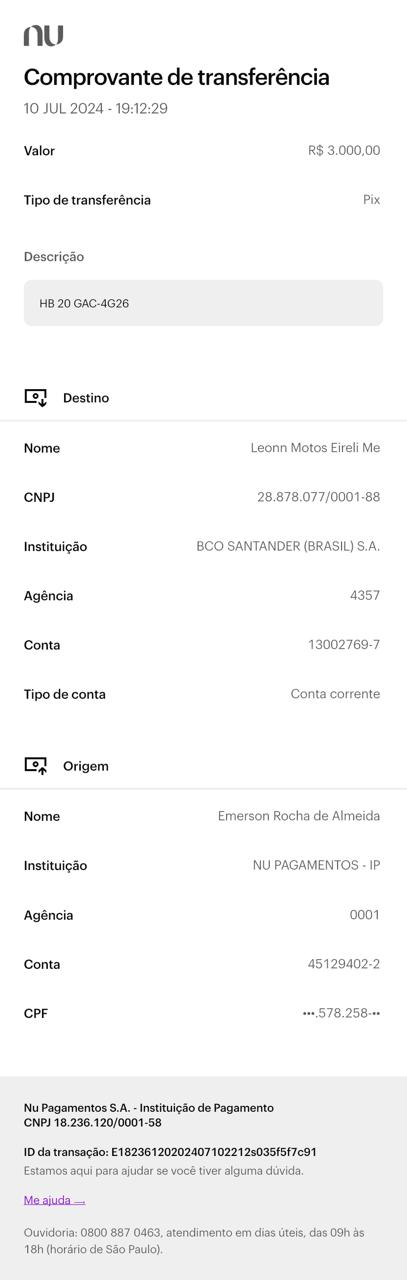 nu
Comprovante de transferência
10 JUL 2024 - 19:12:29
Valor R$ 3.000,00
Tipo de transferência Pix
Descrição
HB 20 GAC-4G26
Destino
Nome Leonn Motos Eireli Me
CNPJ 28.878.077/0001-88
Instituição BCO SANTANDER (BRASIL) S.A.
Agência 4357
Conta 13002769-7
Tipo de conta Conta corrente
Origem
Nome Emerson Rocha de Almeida
Instituição NU PAGAMENTOS - IP
Agência 0001
Conta 45129402-2
CPF •••.578.258-••
Nu Pagamentos S.A. - Instituição de Pagamento
CNPJ 18.236.120/0001-58
ID da transação: E18236120202407102212s035f5f7c91
Estamos aqui para ajudar se você tiver alguma dúvida.
Me ajuda →
Ouvidoria: 0800 887 0463, atendimento em dias úteis, das 09h às
18h (horário de São Paulo).